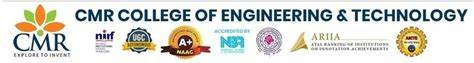 CMR COLLEGE OF ENGINEERING & TECHNOLOGY
CMR
EXPLORE TO INVENT
nirf
UGC
AUTONOMOUS
A+
NAAC
ACCREDITED BY
NBA
ARIIA
ATAL RANKING OF INSTITUTIONS
ON INNOVATION ACHIEVEMENTS